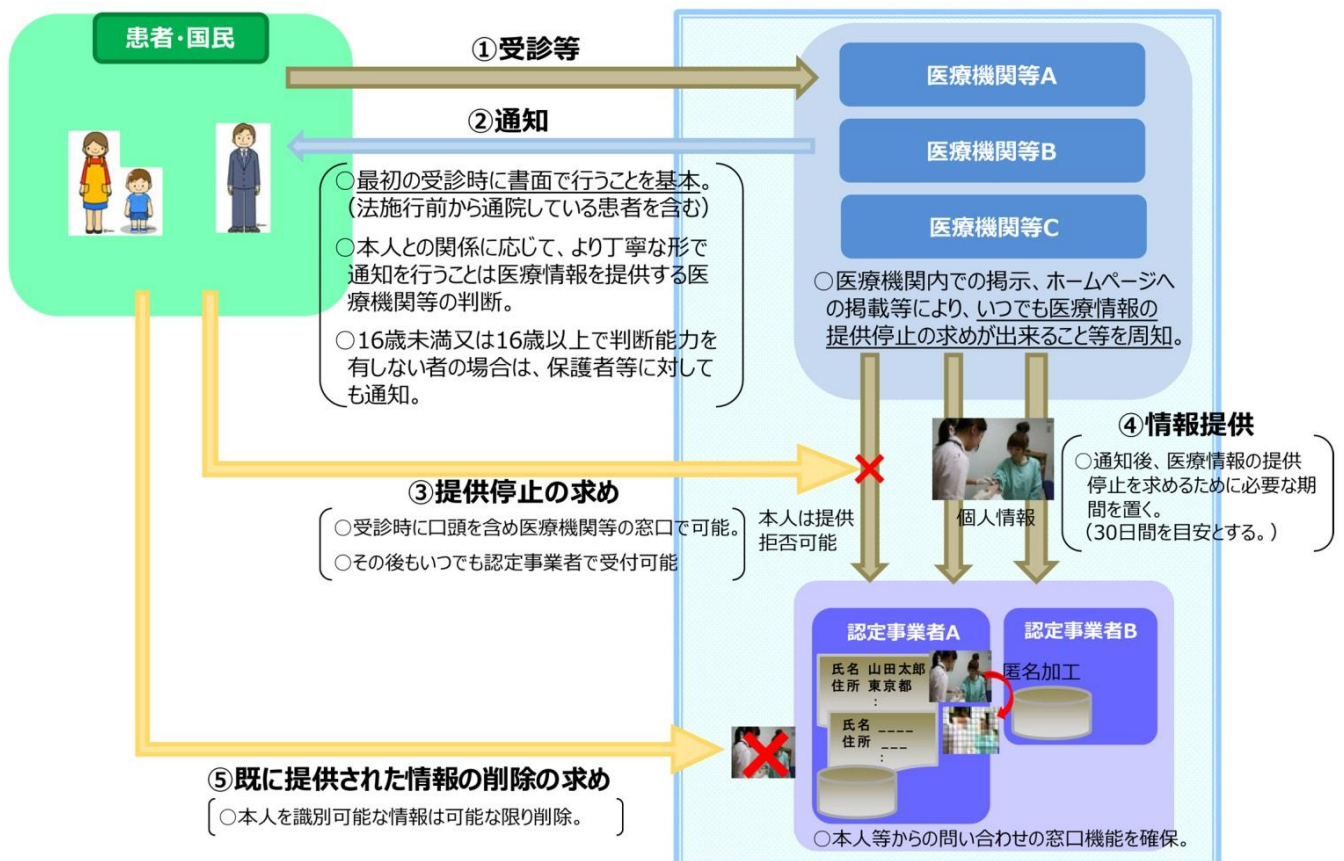 患者・国民
①受診等
②通知
○最初の受診時に書面で行うことを基本。
（法施行前から通院している患者を含む）
○本人との関係に応じて、より丁寧な形で
通知を行うことは医療情報を提供する医
療機関等の判断。
○16歳未満又は16歳以上で判断能力を
有しない者の場合は、保護者等に対して
も通知。
医療機関等A
医療機関等B
医療機関等C
○医療機関内での掲示、ホームページへ
の掲載等により、いつでも医療情報の
提供停止の求めが出来ること等を周知。
③提供停止の求め
○受診時に口頭を含め医療機関等の窓口で可能。
○その後もいつでも認定事業者で受付可能
本人は提供
拒否可能
個人情報
④情報提供
○通知後、医療情報の提供
停止を求めるために必要な期
間を置く。
（30日間を目安とする。）
認定事業者A
氏名 山田太郎
住所 東京都
：
氏名 ____
住所 ___
：
認定事業者B
匿名加工
⑤既に提供された情報の削除の求め
○本人を識別可能な情報は可能な限り削除。
○本人等からの問い合わせの窓口機能を確保。